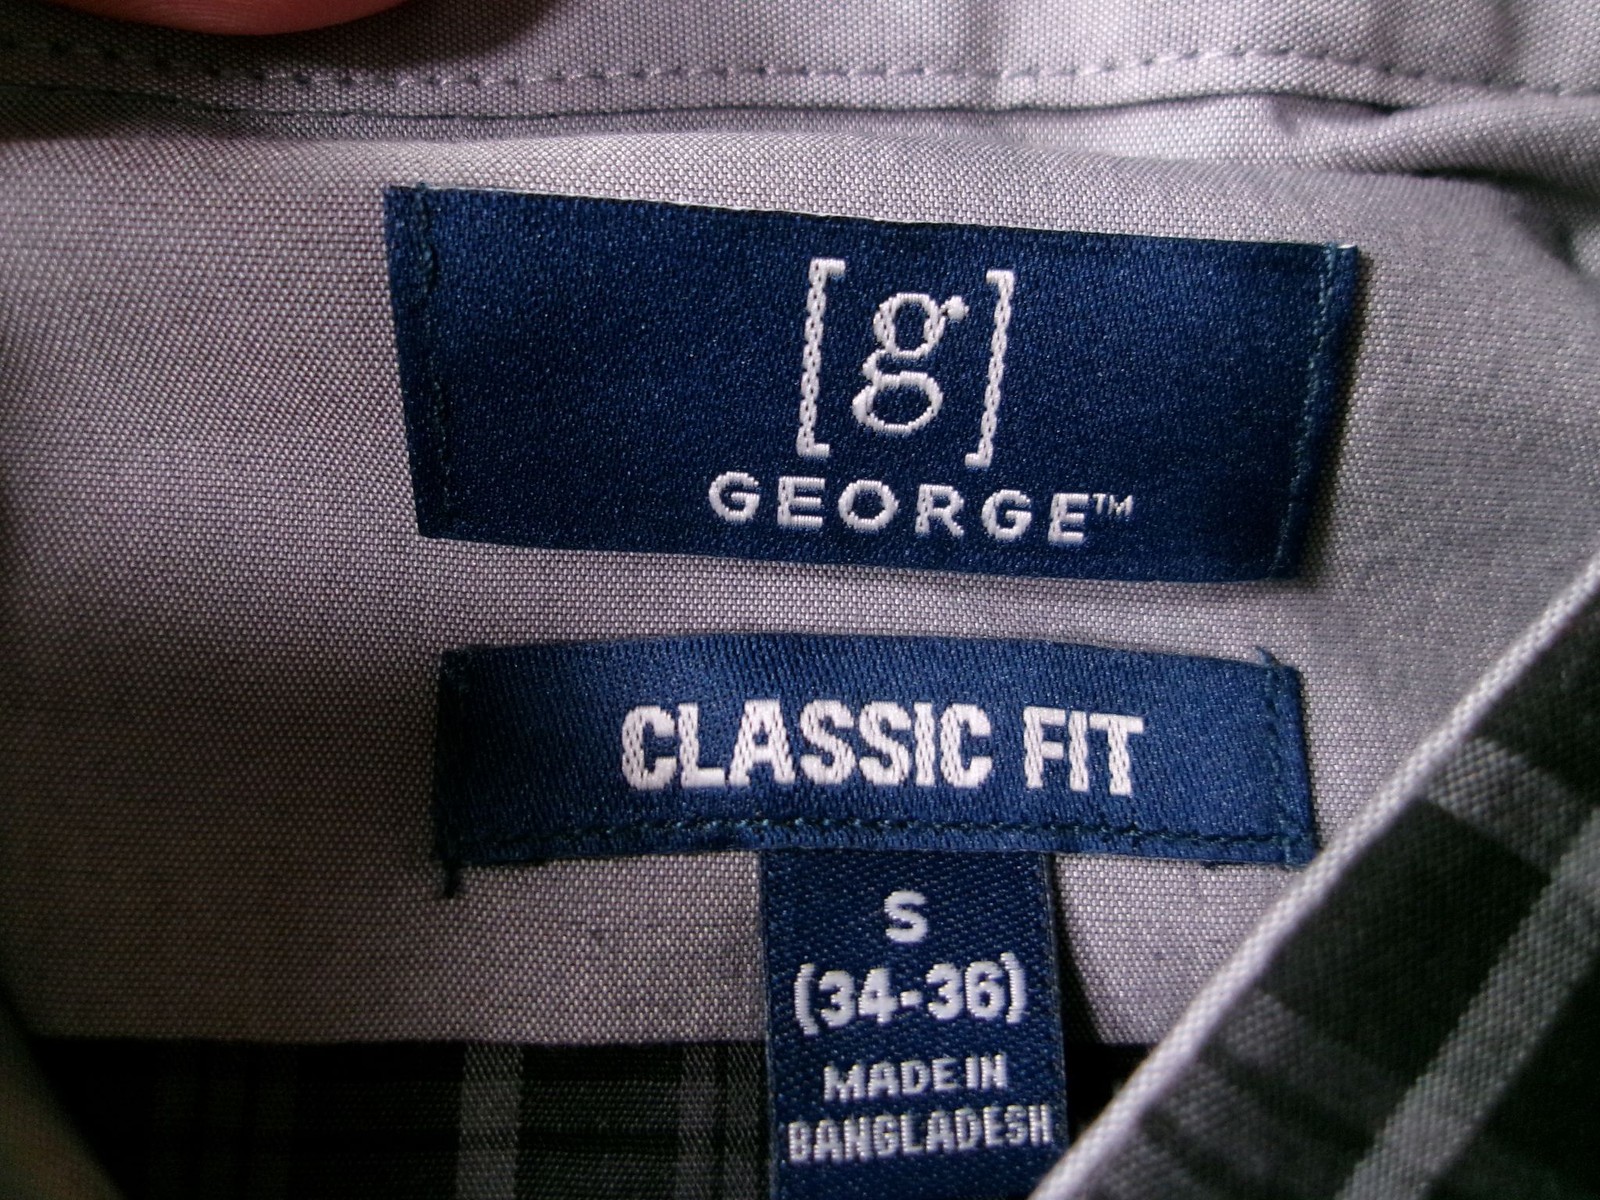 [g]
GEORGE™
CLASSIC FIT
S
(34-36)
MADE IN
BANGLADESH